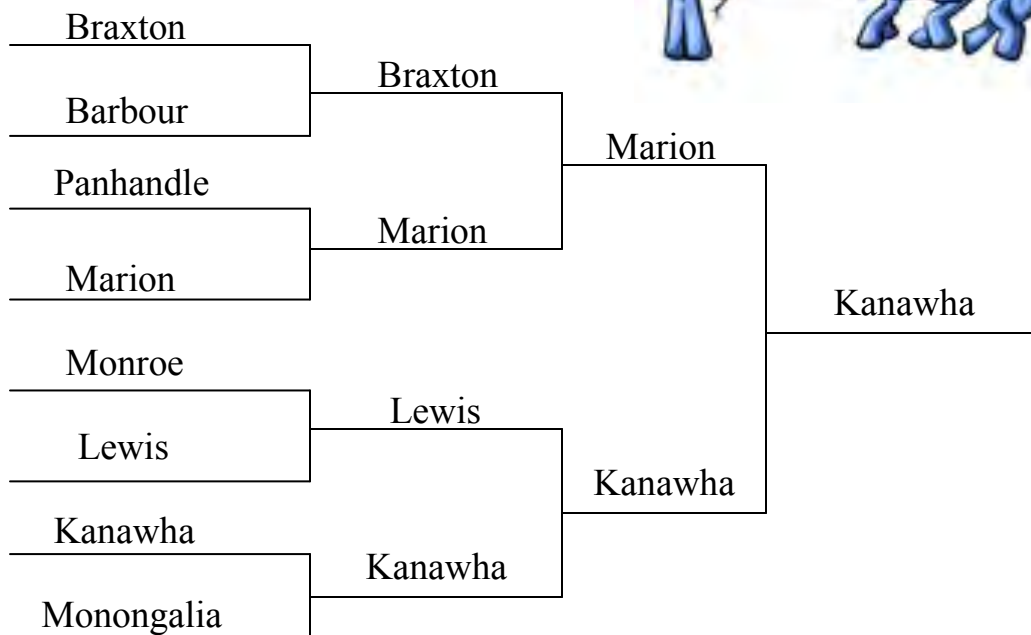 Braxton
Barbour
Panhandle
Marion
Monroe
Lewis
Kanawha
Monongalia
Braxton
Marion
Lewis
Kanawha
Marion
Kanawha
Kanawha